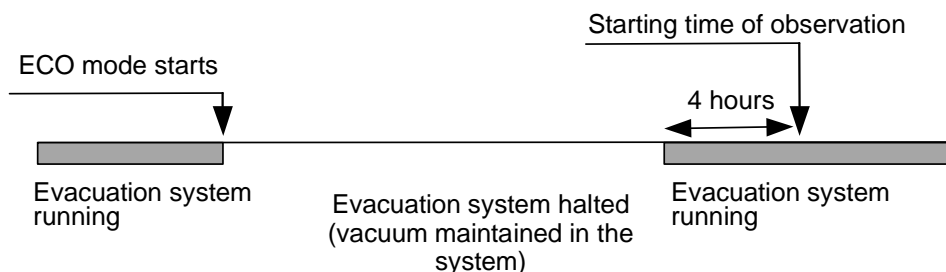 Starting time of observation
ECO mode starts
4 hours
Evacuation system
running
Evacuation system halted
(vacuum maintained in the
system)
Evacuation system
running